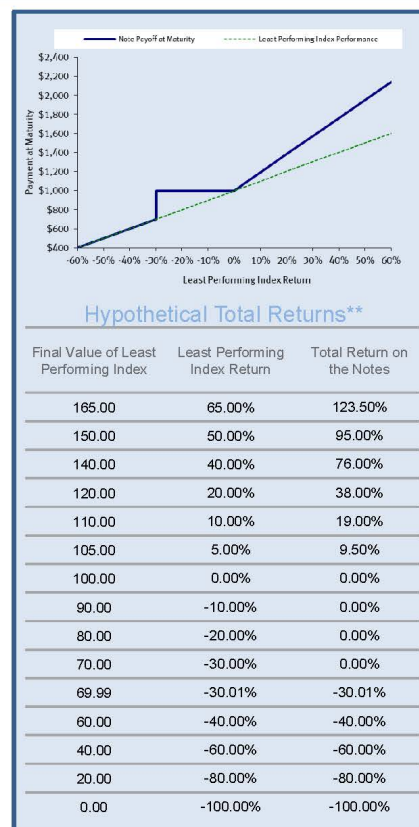 Note Payoff at Maturity Least Performing Index Performance
$2,400
$2,200
$2,000
$1,800
$1,600
$1,400
$1,200
$1,000
$800
$600
$400
Payment at Maturity
-60% -50% -40% -30% -20% -10% 0% 10% 20% 30% 40% 50% 60%
Least Performing Index Return
Hypothetical Total Returns**
Final Value of Least Performing Index Least Performing Index Return Total Return on the Notes
165.00 65.00% 123.50%
150.00 50.00% 95.00%
140.00 40.00% 76.00%
120.00 20.00% 38.00%
110.00 10.00% 19.00%
105.00 5.00% 9.50%
100.00 0.00% 0.00%
90.00 -10.00% 0.00%
80.00 -20.00% 0.00%
70.00 -30.00% 0.00%
69.99 -30.01% -30.01%
60.00 -40.00% -40.00%
40.00 -60.00% -60.00%
20.00 -80.00% -80.00%
0.00 -100.00% -100.00%